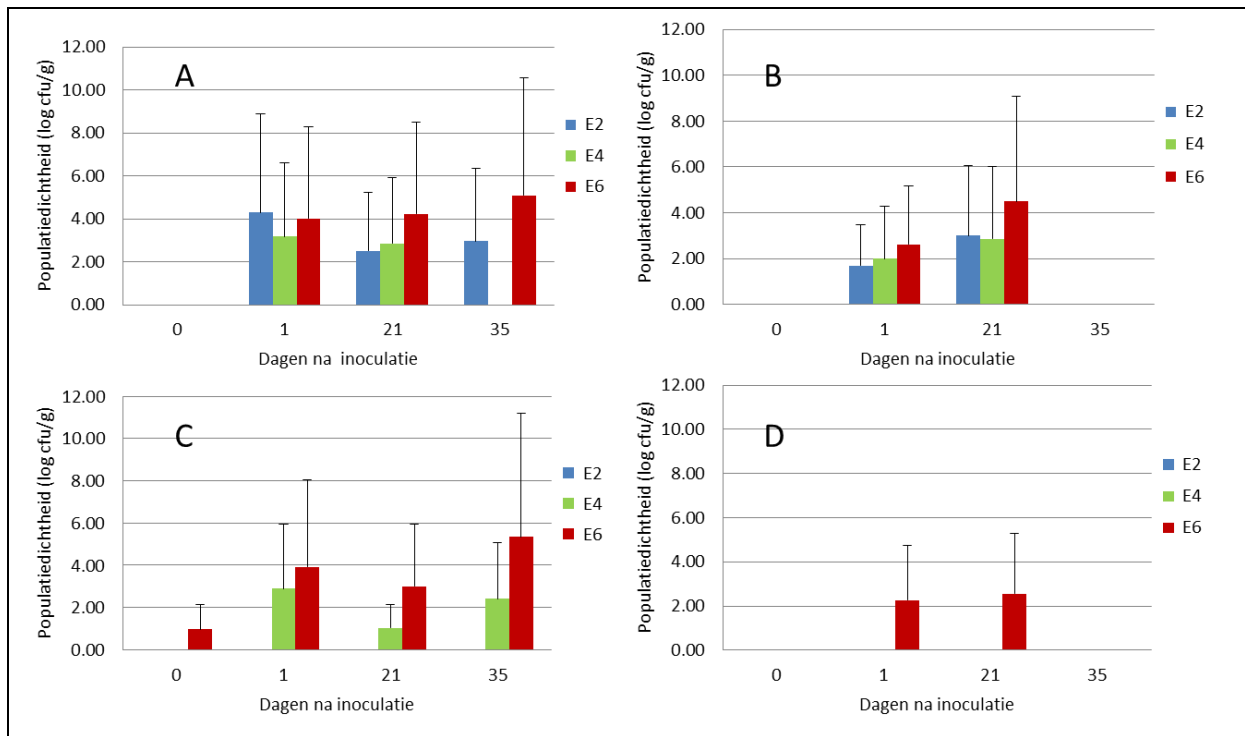 A
Populatiedichtheid (log cfu/g)
12.00
10.00
8.00
6.00
4.00
2.00
0.00
0 1 21 35
Dagen na inoculatie
E2
E4
E6
B
Populatiedichtheid (log cfu/g)
12.00
10.00
8.00
6.00
4.00
2.00
0.00
0 1 21 35
Dagen na inoculatie
E2
E4
E6
C
Populatiedichtheid (log cfu/g)
12.00
10.00
8.00
6.00
4.00
2.00
0.00
0 1 21 35
Dagen na inoculatie
E2
E4
E6
D
Populatiedichtheid (log cfu/g)
12.00
10.00
8.00
6.00
4.00
2.00
0.00
0 1 21 35
Dagen na inoculatie
E2
E4
E6